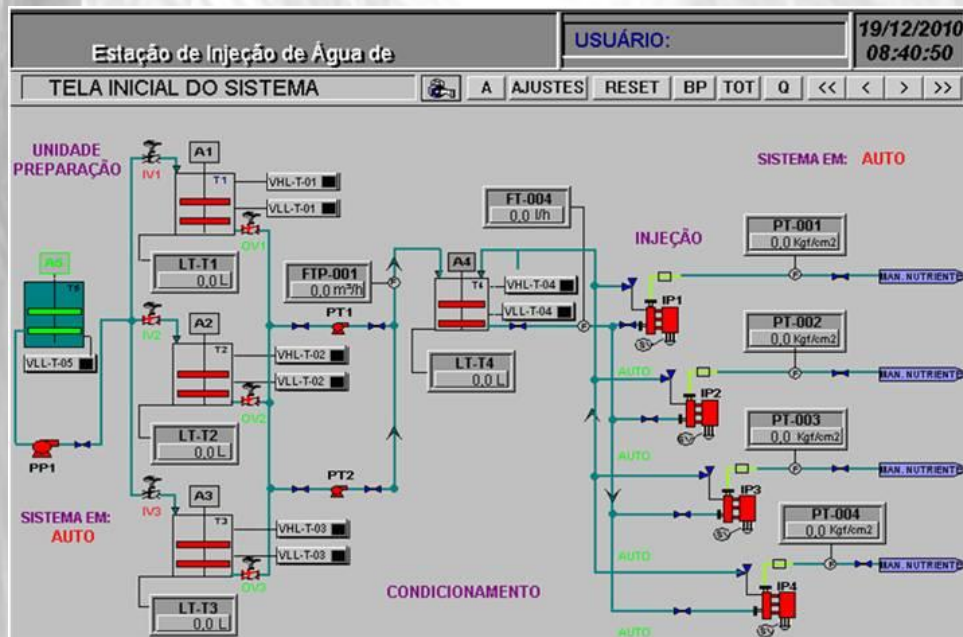 Estação de Injeção de Água de
USUÁRIO:
19/12/2010
08:40:50
TELA INICIAL DO SISTEMA
A
AJUSTES
RESET
BP
TOT
Q
<<
<
>
>>
UNIDADE
PREPARAÇÃO
SISTEMA EM: AUTO
IV1
A1
T1
VHL-T-01
VLL-T-01
OV1
LT-T1
0,0 L
FT-004
0,0 l/h
PT-001
0,0 Kgf/cm2
INJEÇÃO
MAN.NUTRIENTE
IP1
FTP-001
0,0 m³/h
A4
VHL-T-04
VLL-T-04
LT-T4
0,0 L
PT1
VLL-T-05
IV2
A2
T2
VHL-T-02
VLL-T-02
OV2
LT-T2
0,0 L
PT-002
0,0 Kgf/cm2
AUTO
IP2
MAN.NUTRIENTE
PT-003
0,0 Kgf/cm2
AUTO
IP3
MAN.NUTRIENTE
PP1
PT2
SISTEMA EM:
AUTO
IV3
A3
T3
VHL-T-03
VLL-T-03
OV3
LT-T3
0,0 L
PT-004
0,0 Kgf/cm2
AUTO
IP4
MAN.NUTRIENTE
CONDICIONAMENTO
AUTO